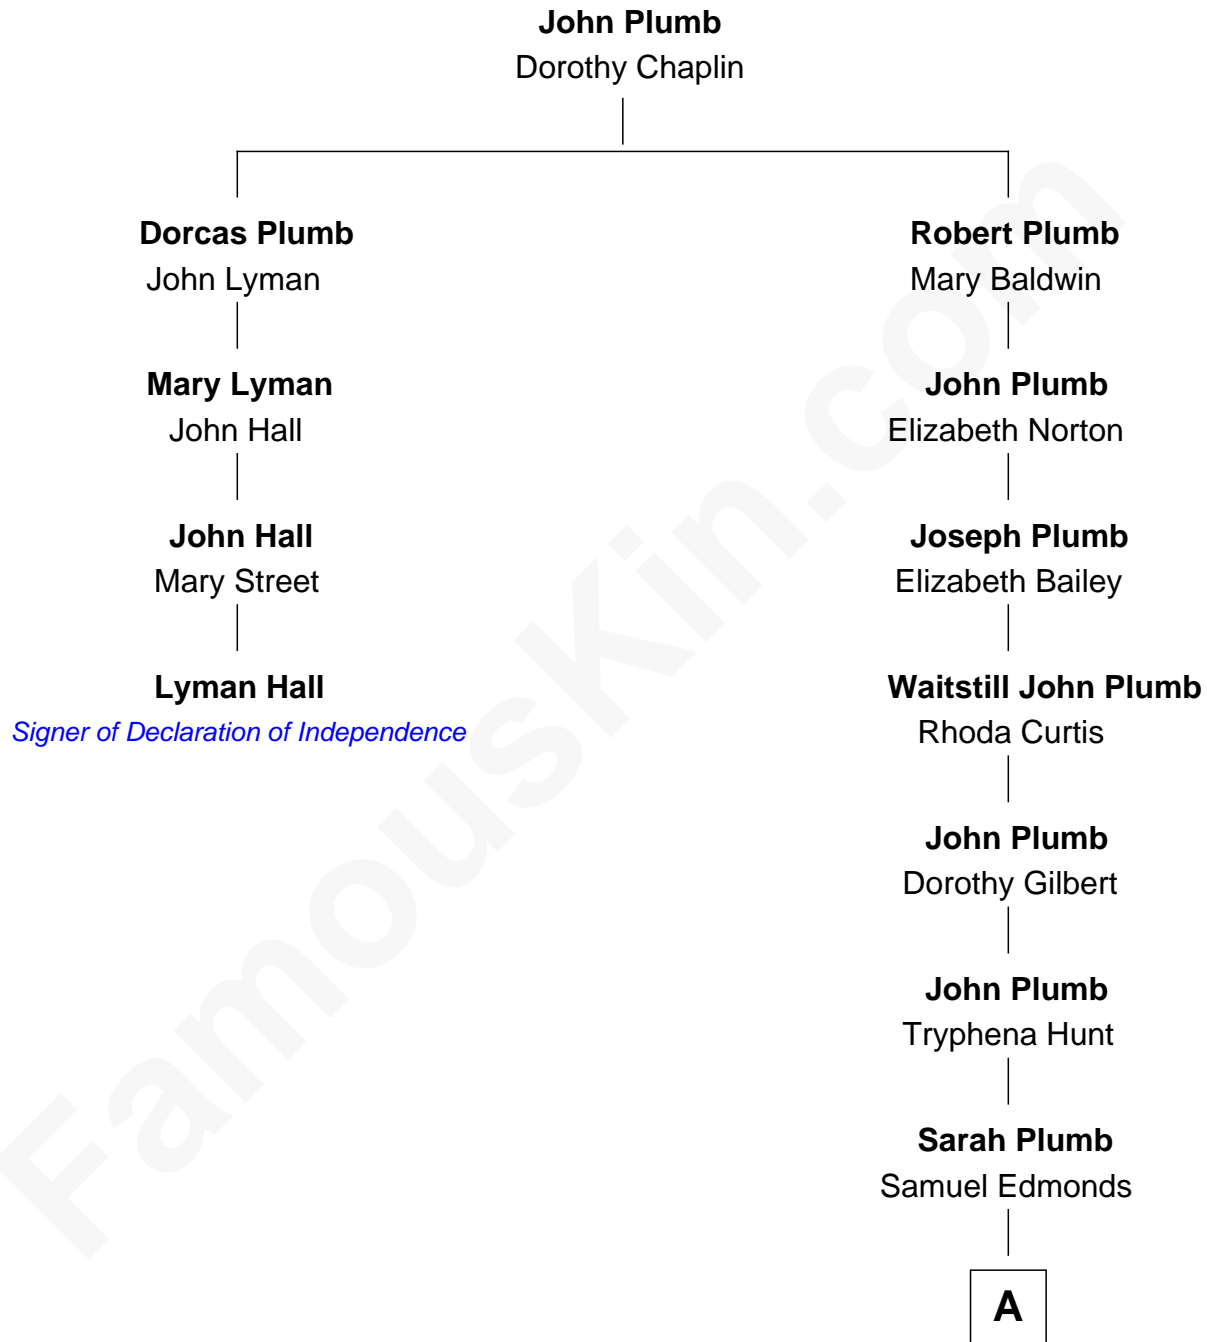 John Plumb
Dorothy Chaplin
Dorcas Plumb
John Lyman
Mary Lyman
John Hall
John Hall
Mary Street
Lyman Hall
Signer of Declaration of Independence
Robert Plumb
Mary Baldwin
John Plumb
Elizabeth Norton
Joseph Plumb
Elizabeth Bailey
Waitstill John Plumb
Rhoda Curtis
John Plumb
Dorothy Gilbert
John Plumb
Tryphena Hunt
Sarah Plumb
Samuel Edmonds
A
FamousKin.com